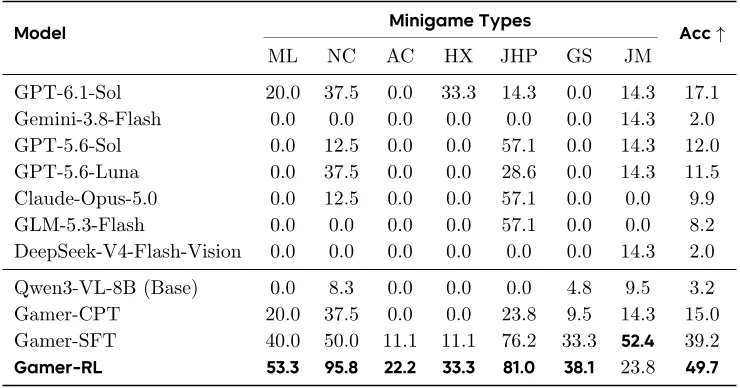 Model Minigame Types Acc ↑
ML NC AC HX JHP GS JM
GPT-6.1-Sol 20.0 37.5 0.0 33.3 14.3 0.0 14.3 17.1
Gemini-3.8-Flash 0.0 0.0 0.0 0.0 0.0 0.0 14.3 2.0
GPT-5.6-Sol 0.0 12.5 0.0 0.0 57.1 0.0 14.3 12.0
GPT-5.6-Luna 0.0 37.5 0.0 0.0 28.6 0.0 14.3 11.5
Claude-Opus-5.0 0.0 12.5 0.0 0.0 57.1 0.0 0.0 9.9
GLM-5.3-Flash 0.0 0.0 0.0 0.0 57.1 0.0 0.0 8.2
DeepSeek-V4-Flash-Vision 0.0 0.0 0.0 0.0 0.0 0.0 14.3 2.0
Qwen3-VL-8B (Base) 0.0 8.3 0.0 0.0 0.0 4.8 9.5 3.2
Gamer-CPT 20.0 37.5 0.0 0.0 23.8 9.5 14.3 15.0
Gamer-SFT 40.0 50.0 11.1 11.1 76.2 33.3 52.4 39.2
Gamer-RL 53.3 95.8 22.2 33.3 81.0 38.1 23.8 49.7